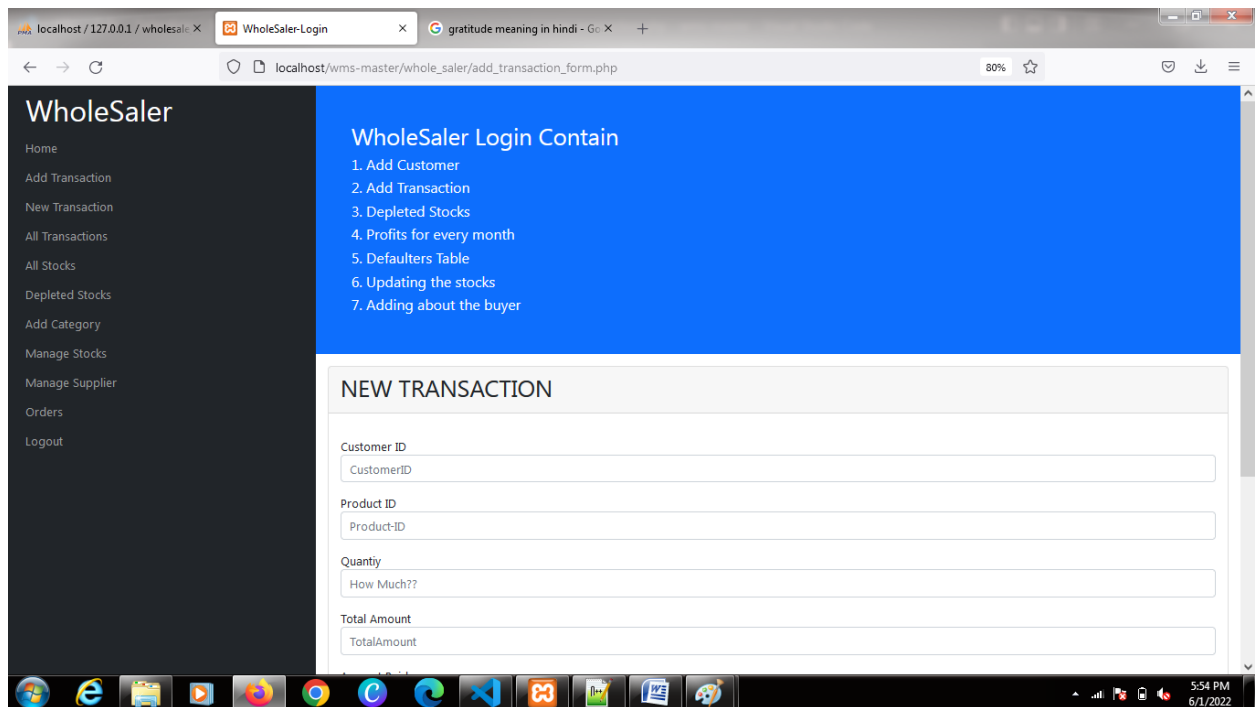 localhost / 127.0.0.1 / wholesale
WholeSaler-Login
gratitude meaning in hindi - Go
localhost/wms-master/whole_saler/add_transaction_form.php
80%
WholeSaler
Home
Add Transaction
New Transaction
All Transactions
All Stocks
Depleted Stocks
Add Category
Manage Stocks
Manage Supplier
Orders
Logout
WholeSaler Login Contain
1. Add Customer
2. Add Transaction
3. Depleted Stocks
4. Profits for every month
5. Defaulters Table
6. Updating the stocks
7. Adding about the buyer
NEW TRANSACTION
Customer ID
CustomerID
Product ID
Product-ID
Quantiy
How Much??
Total Amount
TotalAmount
5:54 PM
6/1/2022